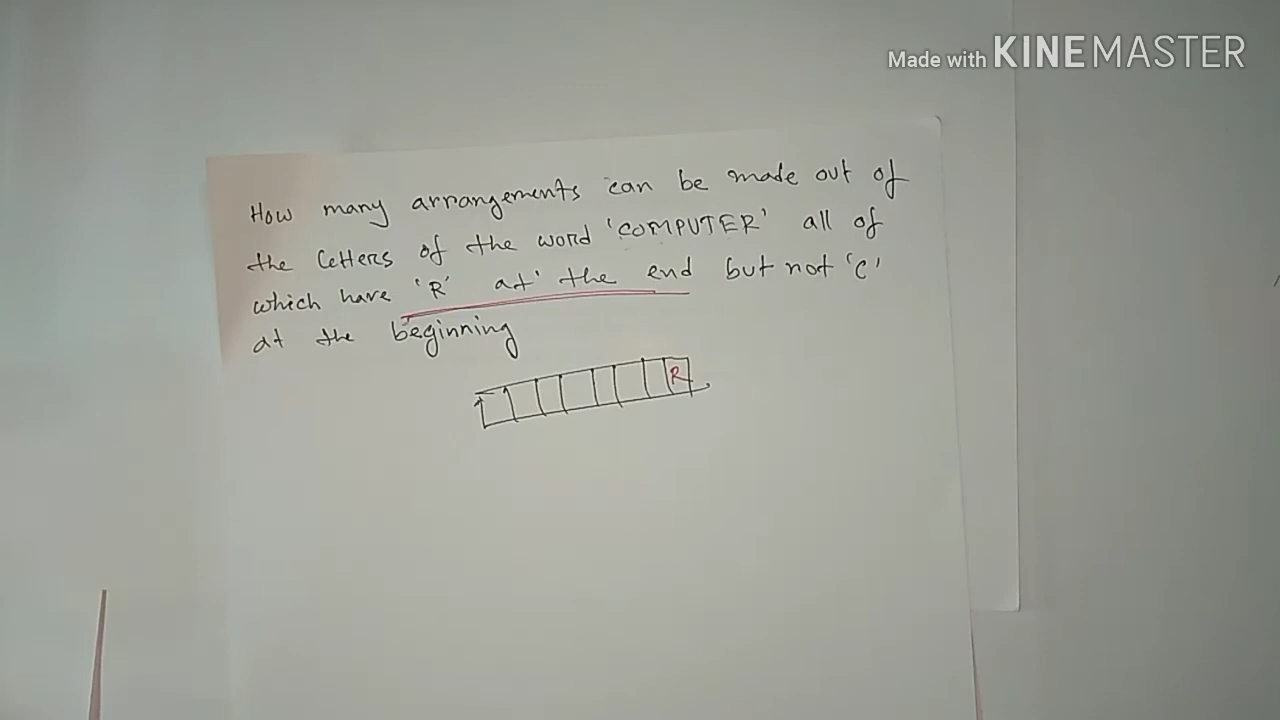 Made with KINEMASTER
How many arrangements can be made out of
the letters of the word 'COMPUTER' all of
which have 'R' at the end but not 'C'
at the beginning
R